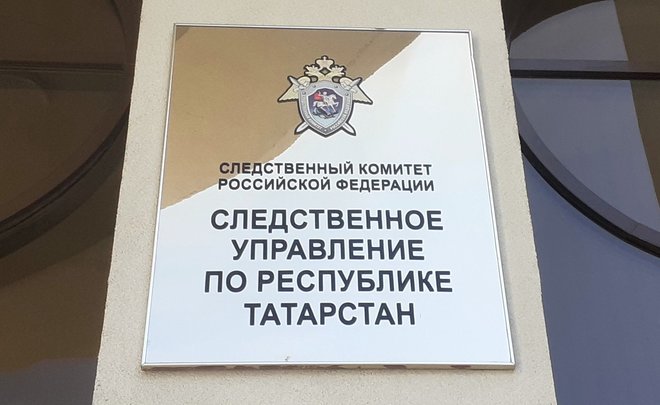 СЛЕДСТВЕННЫЙ КОМИТЕТ
РОССИЙСКОЙ ФЕДЕРАЦИИ
СЛЕДСТВЕННОЕ
УПРАВЛЕНИЕ
ПО РЕСПУБЛИКЕ
ТАТАРСТАН